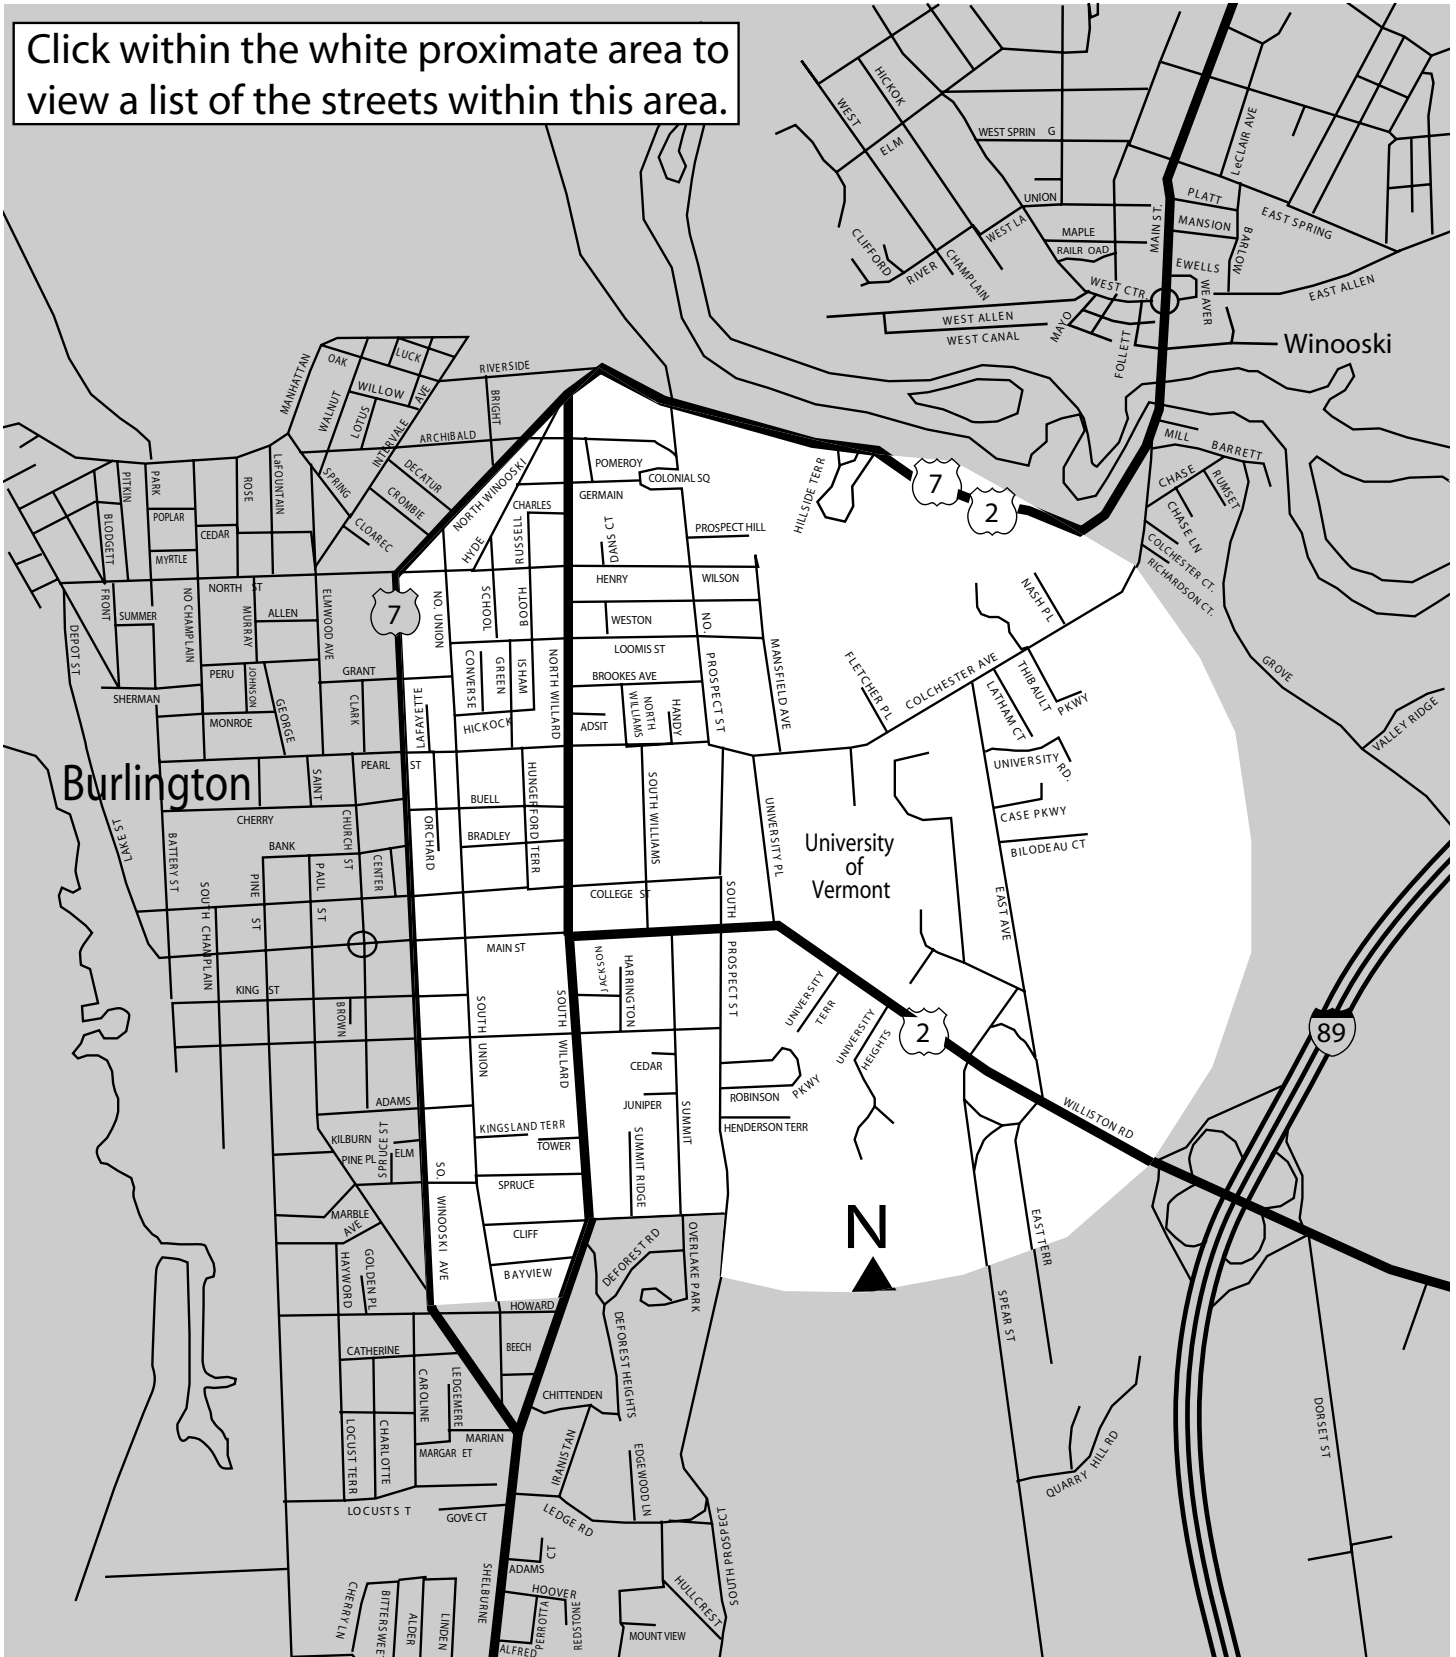 Click within the white proximate area to
view a list of the streets within this area.
HICKOK
WEST
ELM
WEST SPRIN G
LeCLAIR AVE
UNION
PLATT
MANSION
EAST SPRING
MAIN ST.
MAPLE
RAILR OAD
WEST LA
BARLOW
CLIFFORD
RIVER
CHAMPLAIN
EWELLS
WEAVER
WEST CTR.
EAST ALLEN
WEST ALLEN
WEST CANAL
MAYO
FOLLETT
Winooski
MANHATTAN
OAK
LUCK
RIVERSIDE
WALNUT
WILLOW
LOTUS
AVE
INTERVALE
BRIGHT
ARCHIBALD
MILL
BARRETT
CHASE
RUMSET
CHASE LN
COLCHESTER CT.
RICHARDSON CT.
PITKIN
PARK
ROSE
LaFOUNTAIN
SPRING
DECATUR
CROMBIE
CLOAREC
NORTH WINOOSKI
POMEROY
COLONIAL SQ
GERMAIN
HILLSIDE TERR
7
2
BLODGETT
POPLAR
CEDAR
MYRTLE
CHARLES
RUSSELL
HYDE
DANS CT
PROSPECT HILL
NORTH ST
FRONT
SUMMER
NO CHAMPLAIN
MURRAY
ALLEN
ELMWOOD AVE
7
NO. UNION
SCHOOL
BOOTH
HENRY
WILSON
WESTON
NO.
PROSPECT ST
NASH PL
DEPOT ST
LOOMIS ST
MANSFIELD AVE
FLETCHER PL
COLCHESTER AVE
THIBAULT
PKWY
LATHAM CT
GROVE
VALLEY RIDGE
SHERMAN
PERU
JOHNSON
GRANT
MONROE
GEORGE
CLARK
LAFAYETTE
CONVERSE
GREEN
ISHAM
HICKOCK
NORTH WILLARD
BROOKES AVE
ADSIT
NORTH
WILLIAMS
HANDY
UNIVERSITY
RD.
Burlington
SAINT
PEARL
ST
BUELL
HUNGERFORD TERR
SOUTH WILLIAMS
UNIVERSITY PL
CASE PKWY
CHERRY
CHURCH ST
ORCHARD
BRADLEY
BILODEAU CT
LAKE ST
BATTERY ST
BANK
CENTER
University
of
Vermont
SOUTH CHAMPLAIN
PINE
ST
PAUL
ST
COLLEGE ST
SOUTH
PROSPECT ST
EAST AVE
MAIN ST
JACKSON
HARRINGTON
KING ST
BROWN
SOUTH
UNION
SOUTH
WILLARD
UNIVERSITY
TERR
UNIVERSITY
HEIGHTS
2
89
CEDAR
ROBINSON
PKWY
ADAMS
JUNIPER
SUMMIT
HENDERSON TERR
WILLISTON RD
KILBURN
PINE PL
SPRUCE ST
ELM
KINGSLAND TERR
TOWER
SUMMIT RIDGE
SO.
WINOOSKI AVE
SPRUCE
MARBLE
AVE
CLIFF
N
EAST TERR
HAYWORD
GOLDEN PL
BAYVIEW
DEFOREST RD
OVERLAKE PARK
HOWARD
SPEAR ST
CATHERINE
BEECH
DEFOREST HEIGHTS
CAROLINE
LEDGEMERE
CHITTENDEN
LOCUST TERR
CHARLOTTE
MARIAN
MARGAR ET
IRANISTAN
EDGEWOOD LN
QUARRY HILL RD
DORSET ST
LOCUSTS T
GOVE CT
LEDGE RD
SOUTH PROSPECT
CHERRY LN
BITTERSWEE
ALDER
LINDEN
SHELBURNE
ADAMS
CT
HOOVER
PERROTTA
REDSTONE
ALFRED
HULLCREST
MOUNT VIEW